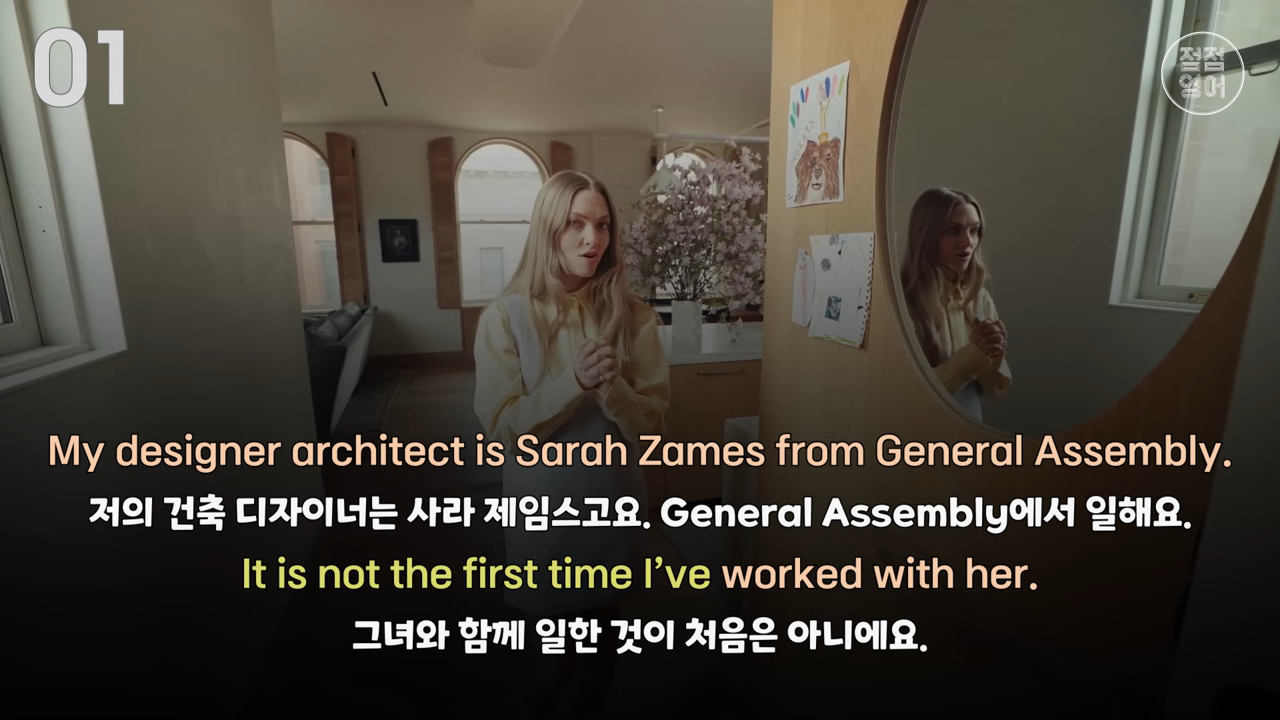 01
점점
영어
My designer architect is Sarah Zames from General Assembly.
저의 건축 디자이너는 사라 제임스고요. General Assembly에서 일해요.
It is not the first time I’ve worked with her.
그녀와 함께 일한 것이 처음은 아니에요.